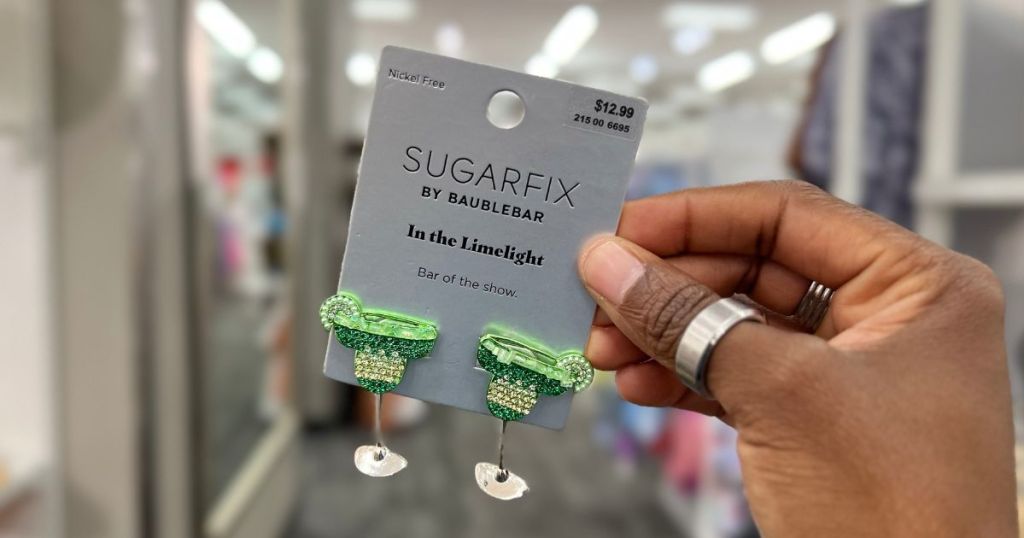 Nickel Free
$12.99
215 00 6695
SUGARFIX
BY BAUBLEBAR
In the Limelight
Bar of the show.